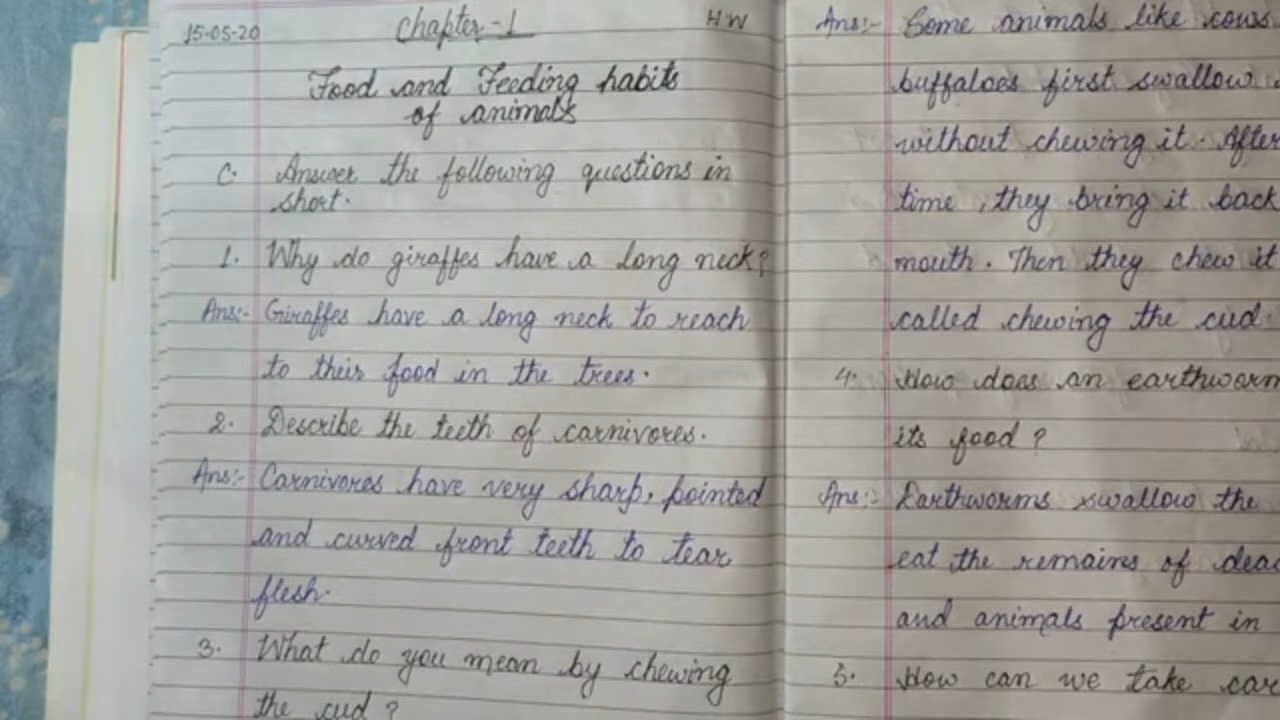 15-05-20 Chapter-1 HW
Food and Feeding habits
of animals
C. Answer the following questions in
short.
1. Why do giraffes have a long neck?
Ans:- Giraffes have a long neck to reach
to their food in the trees.
2. Describe the teeth of carnivores.
Ans:- Carnivores have very sharp, pointed
and curved front teeth to tear
flesh.
3. What do you mean by chewing
the cud?
Ans:- Some animals like cows
buffaloes first swallow
without chewing it. After
time, they bring it back
mouth. Then they chew it
called chewing the cud
4. How does an earthworm
its food?
Ans:- Earthworms swallow the
eat the remains of dead
and animals present in
5. How can we take car